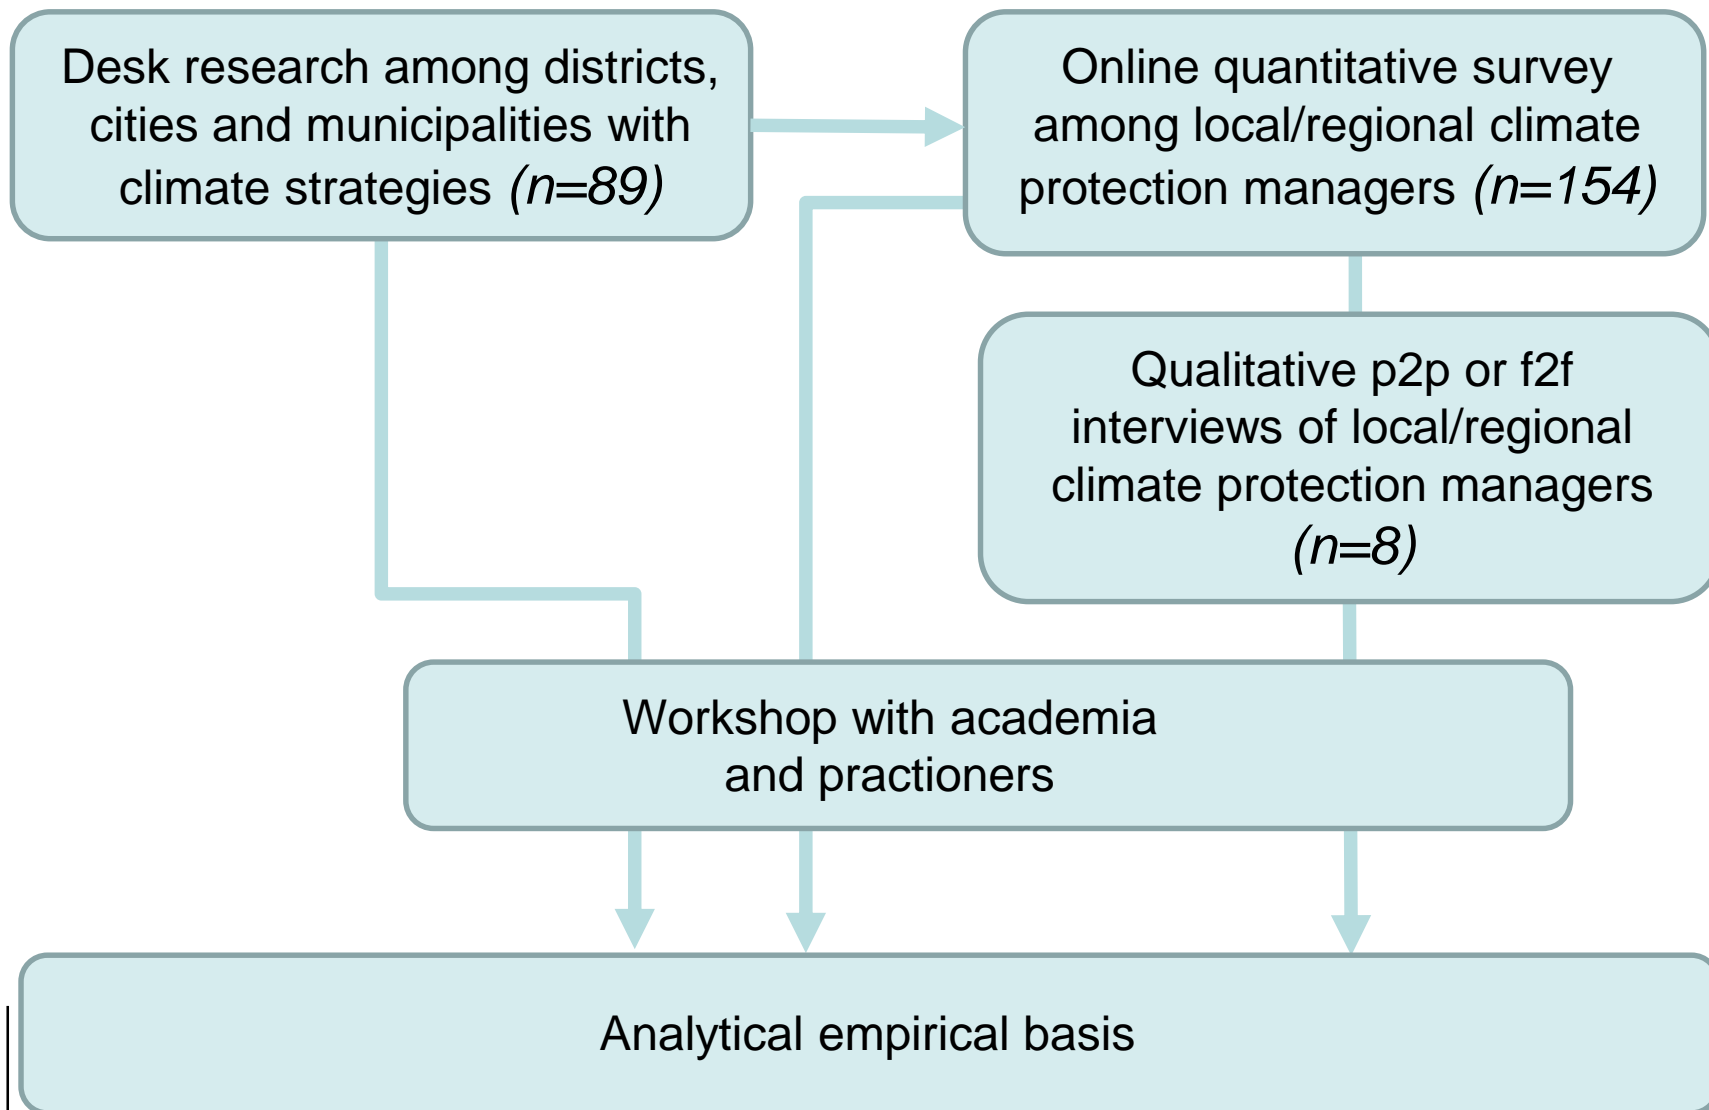 Desk research among districts,
cities and municipalities with
climate strategies (n=89)
Online quantitative survey
among local/regional climate
protection managers (n=154)
Qualitative p2p or f2f
interviews of local/regional
climate protection managers
(n=8)
Workshop with academia
and practioners
Analytical empirical basis